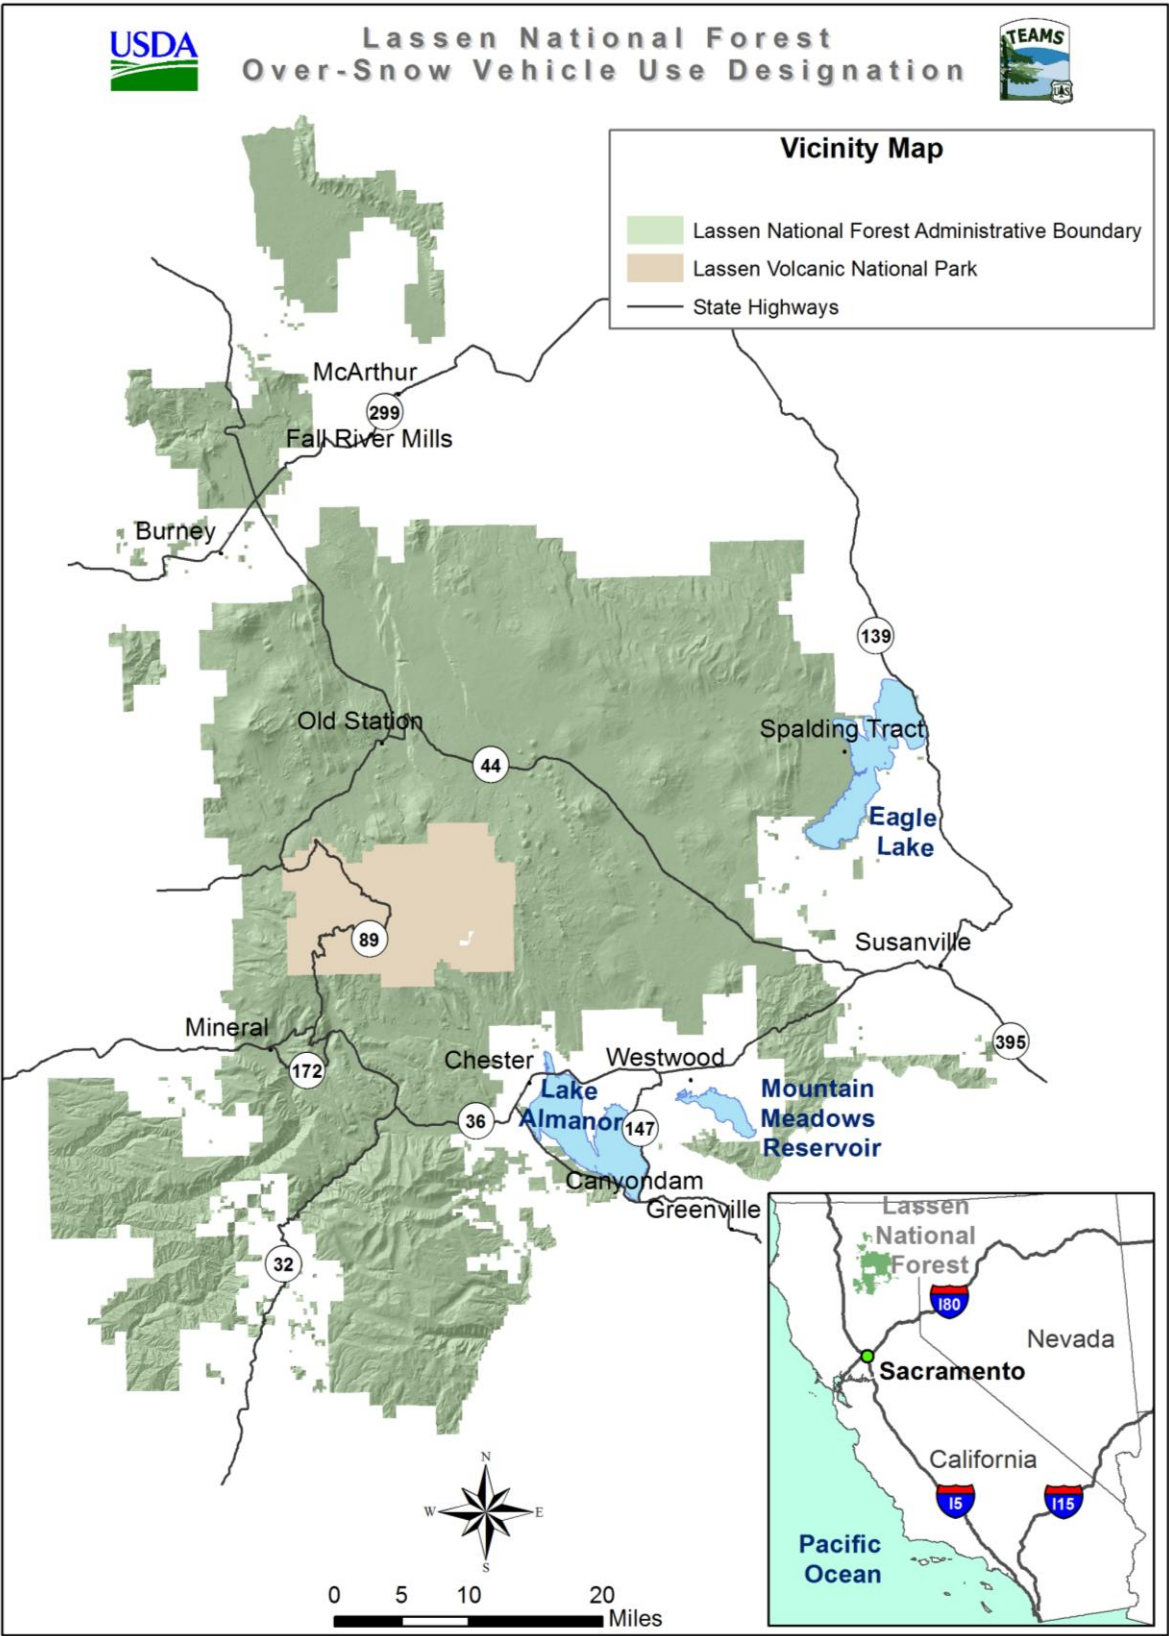 USDA
Lassen National Forest
Over-Snow Vehicle Use Designation
TEAMS
U S
Vicinity Map
Lassen National Forest Administrative Boundary
Lassen Volcanic National Park
State Highways
McArthur
299
Fall River Mills
Burney
139
Old Station
Spalding Tract
44
Eagle
Lake
89
Susanville
Mineral
395
Chester
Westwood
172
Lake
Almanor
Mountain
Meadows
Reservoir
36
147
Canyondam
Greenville
32
Lassen
National
Forest
I80
Nevada
Sacramento
California
I5
I15
Pacific
Ocean
N
W
E
S
0
5
10
20
Miles